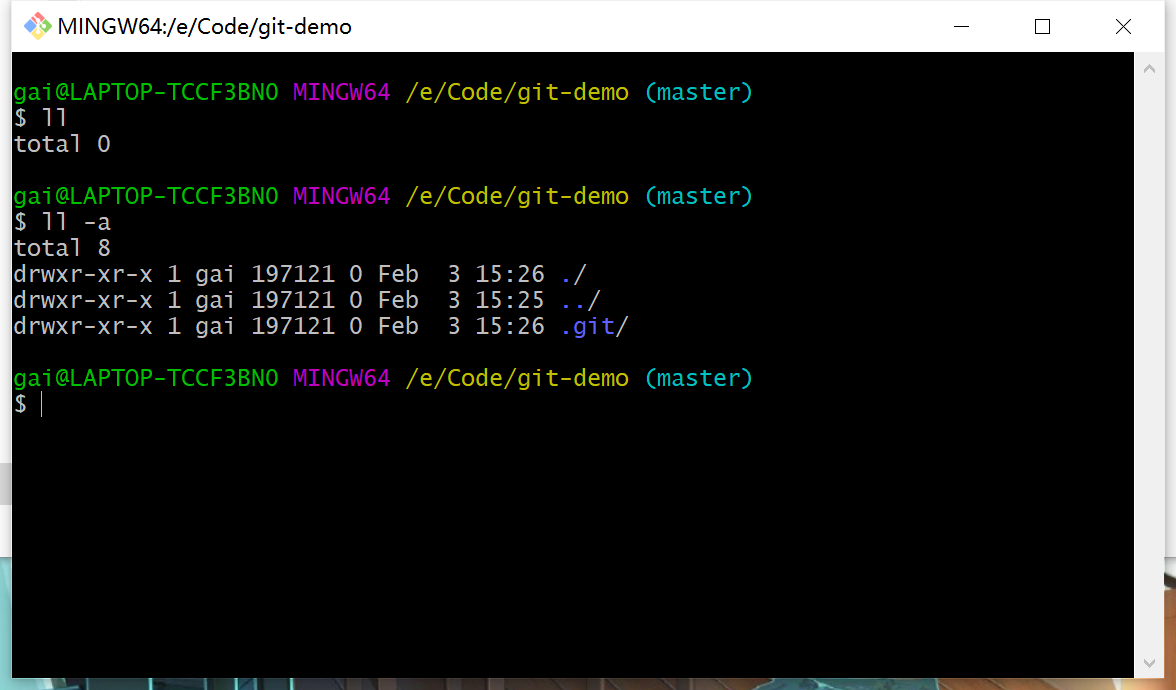 MINGW64:/e/Code/git-demo
gai@LAPTOP-TCCF3BNO MINGW64 /e/Code/git-demo (master)
$ ll
total 0
gai@LAPTOP-TCCF3BNO MINGW64 /e/Code/git-demo (master)
$ ll -a
total 8
drwxr-xr-x 1 gai 197121 0 Feb  3 15:26 ./
drwxr-xr-x 1 gai 197121 0 Feb  3 15:25 ../
drwxr-xr-x 1 gai 197121 0 Feb  3 15:26 .git/
gai@LAPTOP-TCCF3BNO MINGW64 /e/Code/git-demo (master)
$